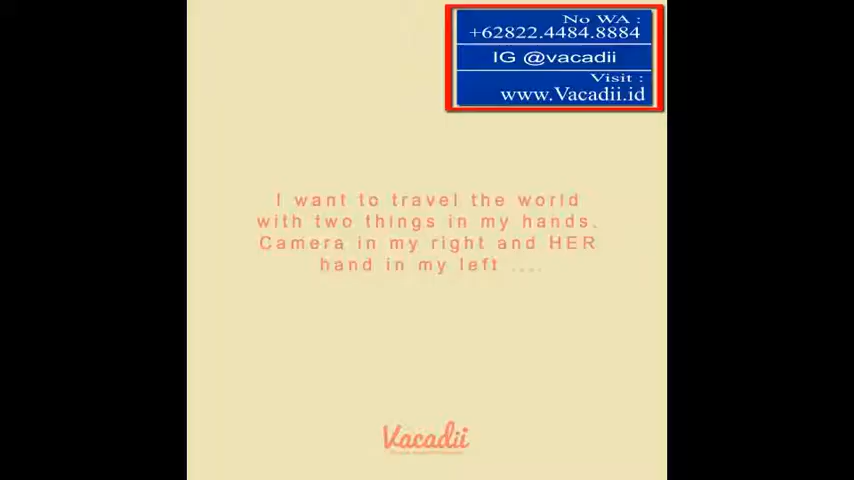 No WA :
+62822.4484.8884
IG @vacadii
Visit :
www.Vacadii.id
I want to travel the world
with two things in my hands.
Camera in my right and HER
hand in my left ....
Vacadii